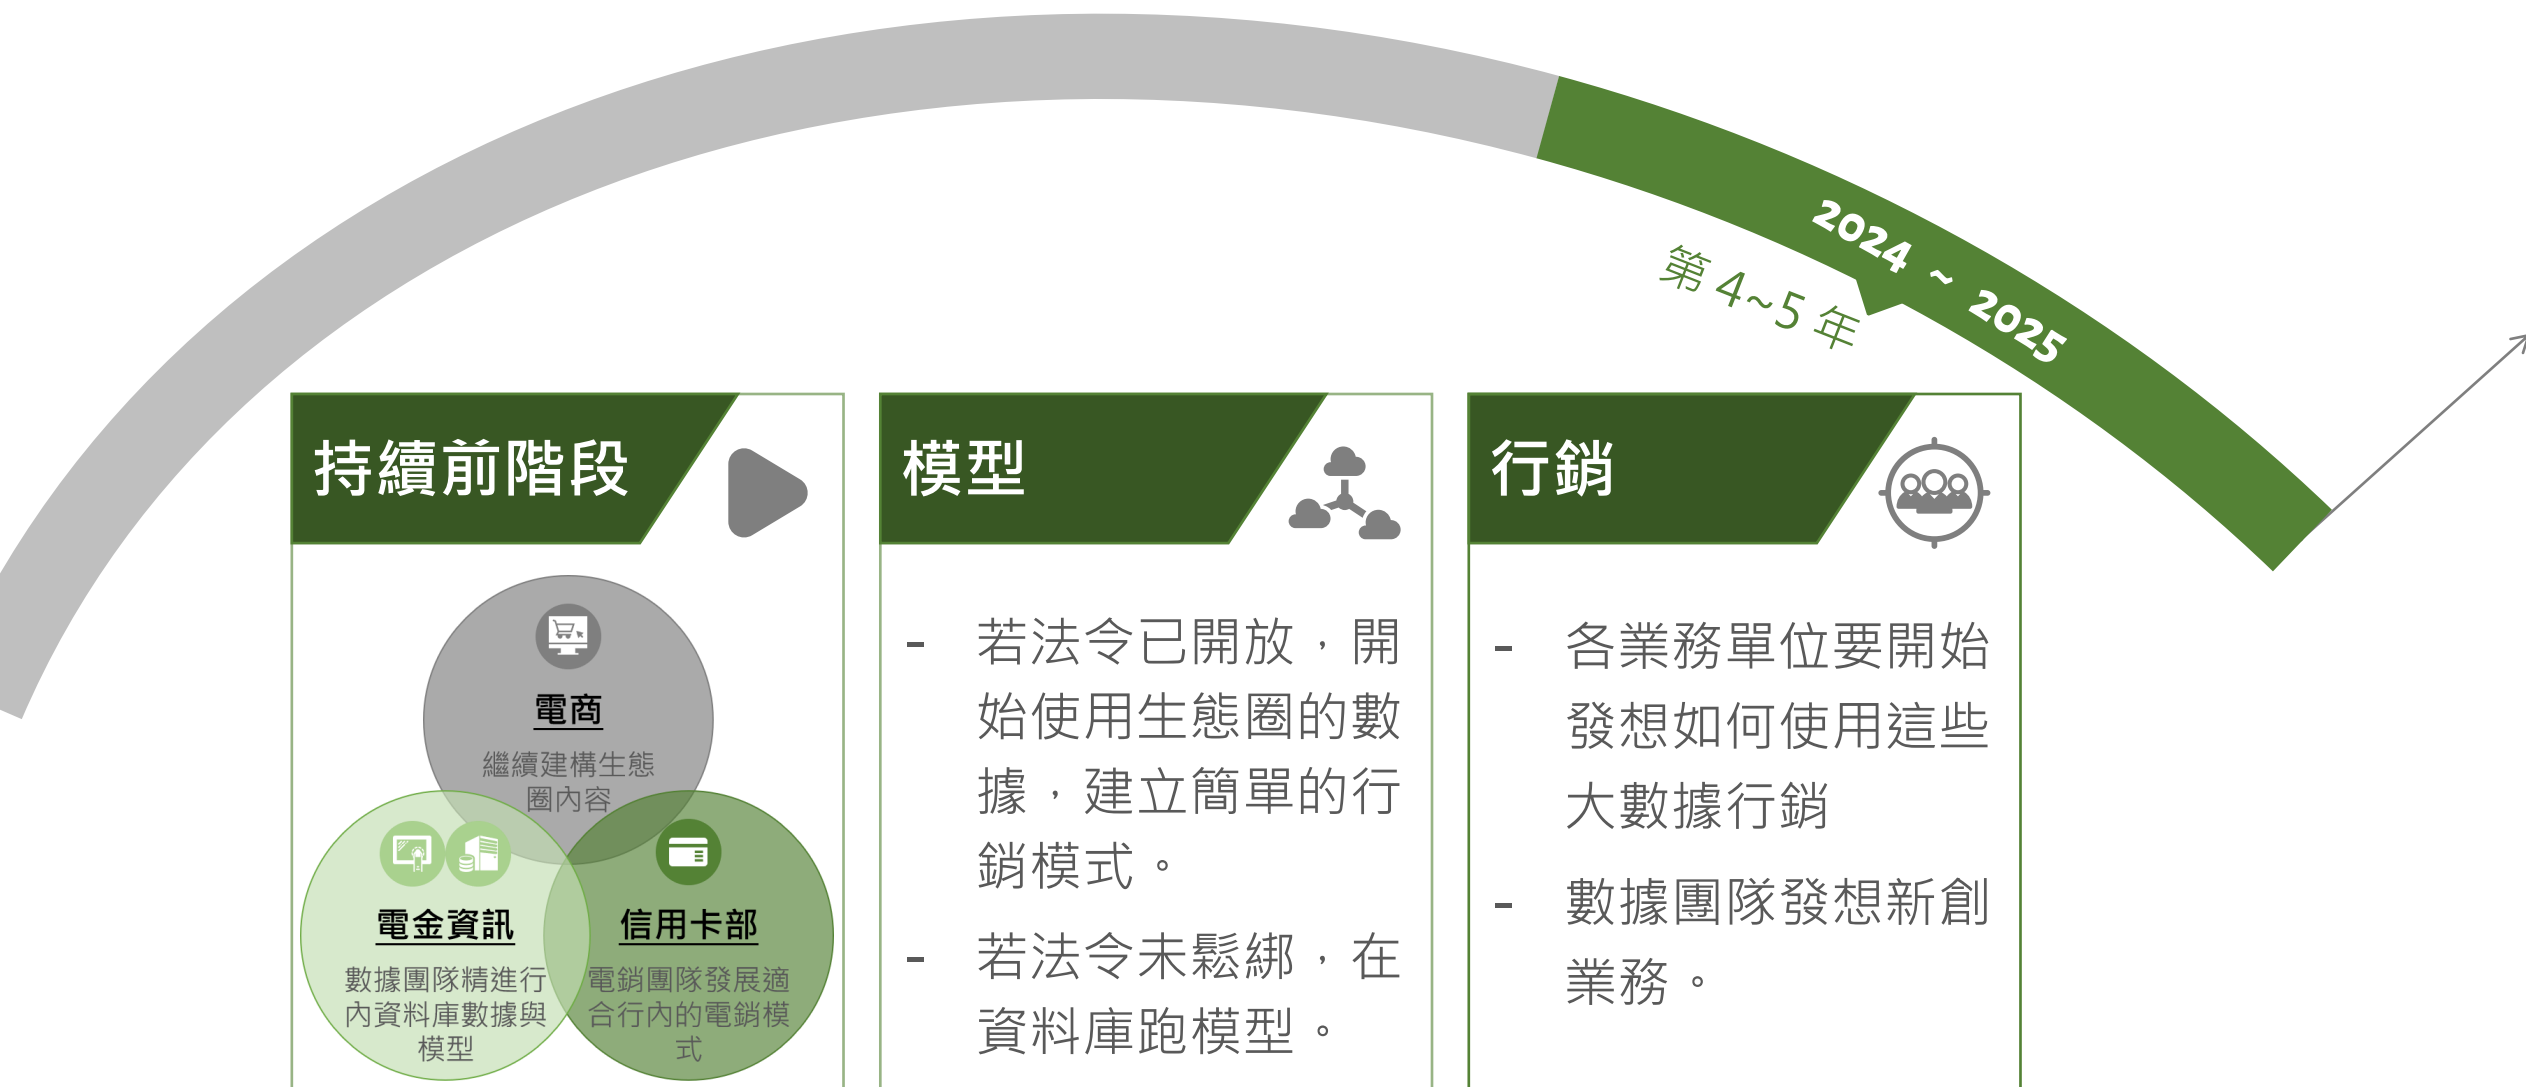 2024 ~ 2025
第 4~5 年
持續前階段
電商
繼續建構生態
圈內容
電金資訊
數據團隊精進行
內資料庫數據與
模型
信用卡部
電銷團隊發展適
合行內的電銷模
式
模型
- 若法令已開放，開
始使用生態圈的數
據，建立簡單的行
銷模式。
- 若法令未鬆綁，在
資料庫跑模型。
行銷
- 各業務單位要開始
發想如何使用這些
大數據行銷
- 數據團隊發想新創
業務。